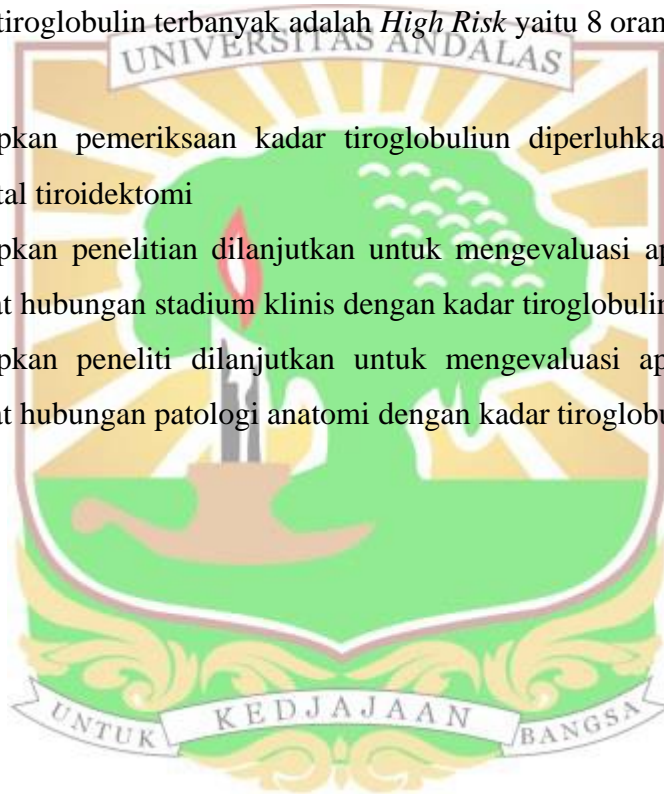 tiroglobulin terbanyak adalah High Risk yaitu 8 oran
UNIVERSITAS ANDALAS
pkan pemeriksaan kadar tiroglobuliun diperluhka
tal tiroidektomi
pkan penelitian dilanjutkan untuk mengevaluasi ap
at hubungan stadium klinis dengan kadar tiroglobulin
pkan peneliti dilanjutkan untuk mengevaluasi ap
at hubungan patologi anatomi dengan kadar tiroglobu
UNTUK KEDJAJAAN BANGSA